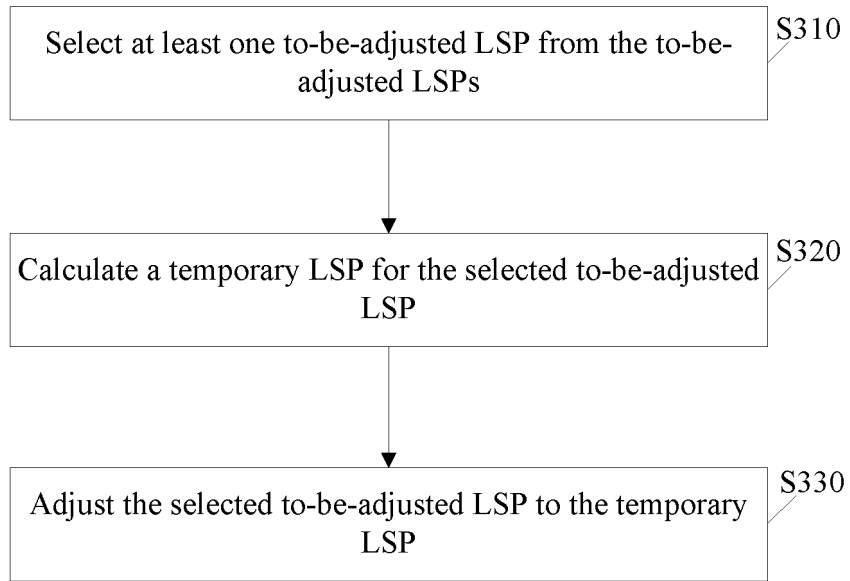 Select at least one to-be-adjusted LSP from the to-be-
adjusted LSPs
S310
Calculate a temporary LSP for the selected to-be-adjusted
LSP
S320
Adjust the selected to-be-adjusted LSP to the temporary
LSP
S330